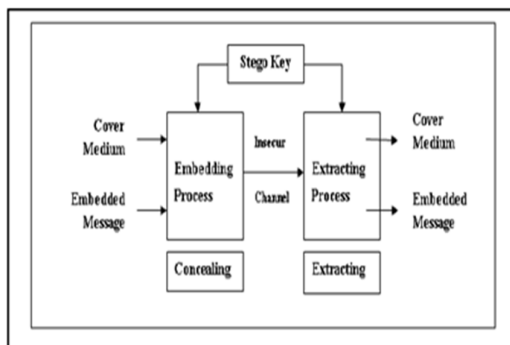 Stego Key
Cover
Medium
Embedded
Message
Embedding
Process
Insecur
Channel
Extracting
Process
Cover
Medium
Embedded
Message
Concealing
Extracting